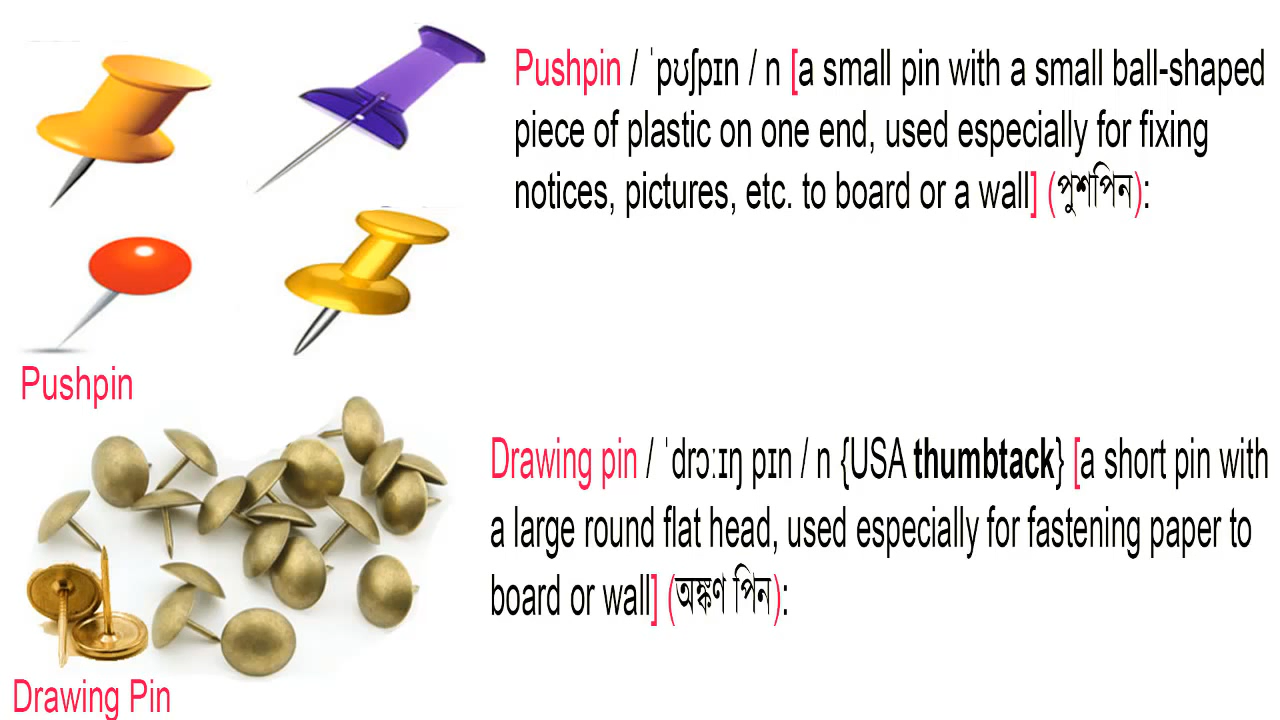 Pushpin / ˈpʊʃpɪn / n [a small pin with a small ball-shaped
piece of plastic on one end, used especially for fixing
notices, pictures, etc. to board or a wall] (পুশপিন):
Pushpin
Drawing pin / ˈdrɔːɪŋ pɪn / n {USA thumbtack} [a short pin with
a large round flat head, used especially for fastening paper to
board or wall] (অঙ্কণ পিন):
Drawing Pin